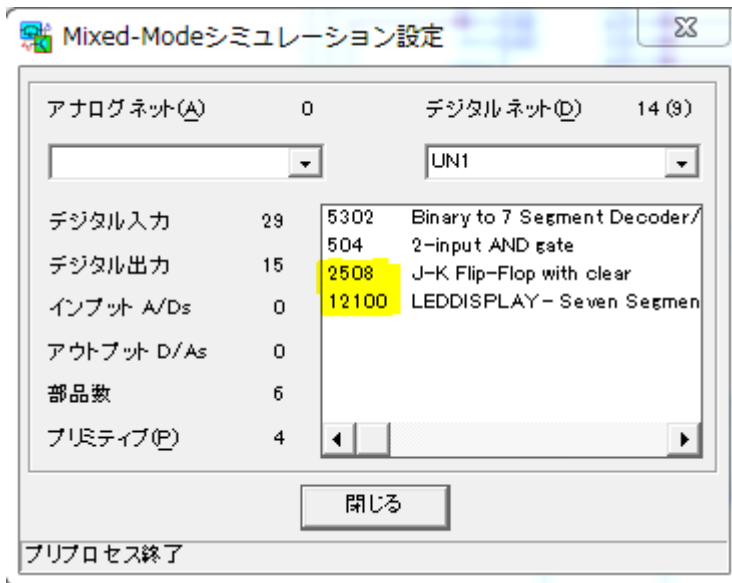 Mixed-Modeシミュレーション設定
アナログネット(A) 0 デジタルネット(D) 14 (9)
UN1
デジタル入力 29
デジタル出力 15
インプット A/Ds 0
アウトプット D/As 0
部品数 6
プリミティブ(P) 4
5302 Binary to 7 Segment Decoder/
504 2-input AND gate
2508 J-K Flip-Flop with clear
12100 LEDDISPLAY- Seven Segmen
閉じる
プリプロセス終了